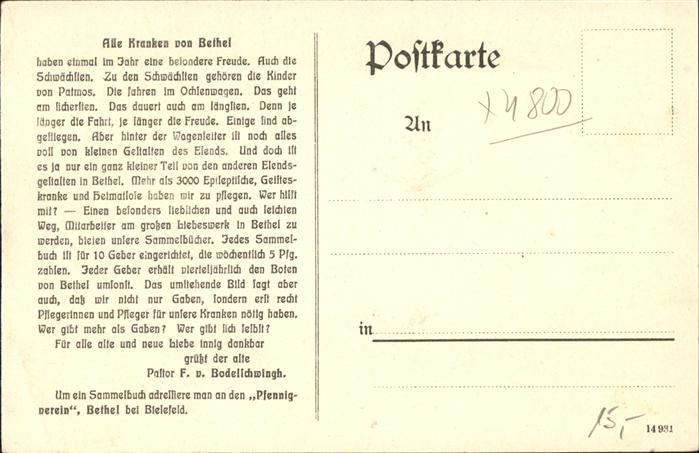 Alle Kranken von Bethel
haben einmal im Jahr eine besondere Freude. Auch die
Schwächsten. Zu den Schwächsten gehören die Kinder
von Patmos. Die fahren im Ochsenwagen. Das geht
am sichersten. Das dauert auch am längsten. Denn je
länger die Fahrt, je länger die Freude. Einige sind ab-
gestiegen. Aber hinter der Wagenleiter ist noch alles
voll von kleinen Gestalten des Elends. Und doch ist
es ja nur ein ganz kleiner Teil von den anderen Elends-
gestalten in Bethel. Mehr als 3000 Epileptische, Geistes-
kranke und Heimatlose haben wir zu pflegen. Wer hilft
mit? — Einen besonders lieblichen und auch leichten
Weg, Mitarbeiter am großen Liebeswerk in Bethel zu
werden, bieten unsere Sammelbücher. Jedes Sammel-
buch ist für 10 Geber eingerichtet, die wöchentlich 5 Pfg.
zahlen. Jeder Geber erhält vierteljährlich den Boten
von Bethel umsonst. Das umstehende Bild sagt aber
auch, daß wir nicht nur Gaben, sondern erst recht
Pflegerinnen und Pfleger für unsere Kranken nötig haben.
Wer gibt mehr als Gaben? Wer gibt sich selbst?
Für alle alte und neue Liebe innig dankbar
grüßt der alte
Pastor F. v. Bodelschwingh.
Um ein Sammelbuch adressiere man an den „Pfennig-
verein", Bethel bei Bielefeld.
Postkarte
x4800
An
in
15,-
14931